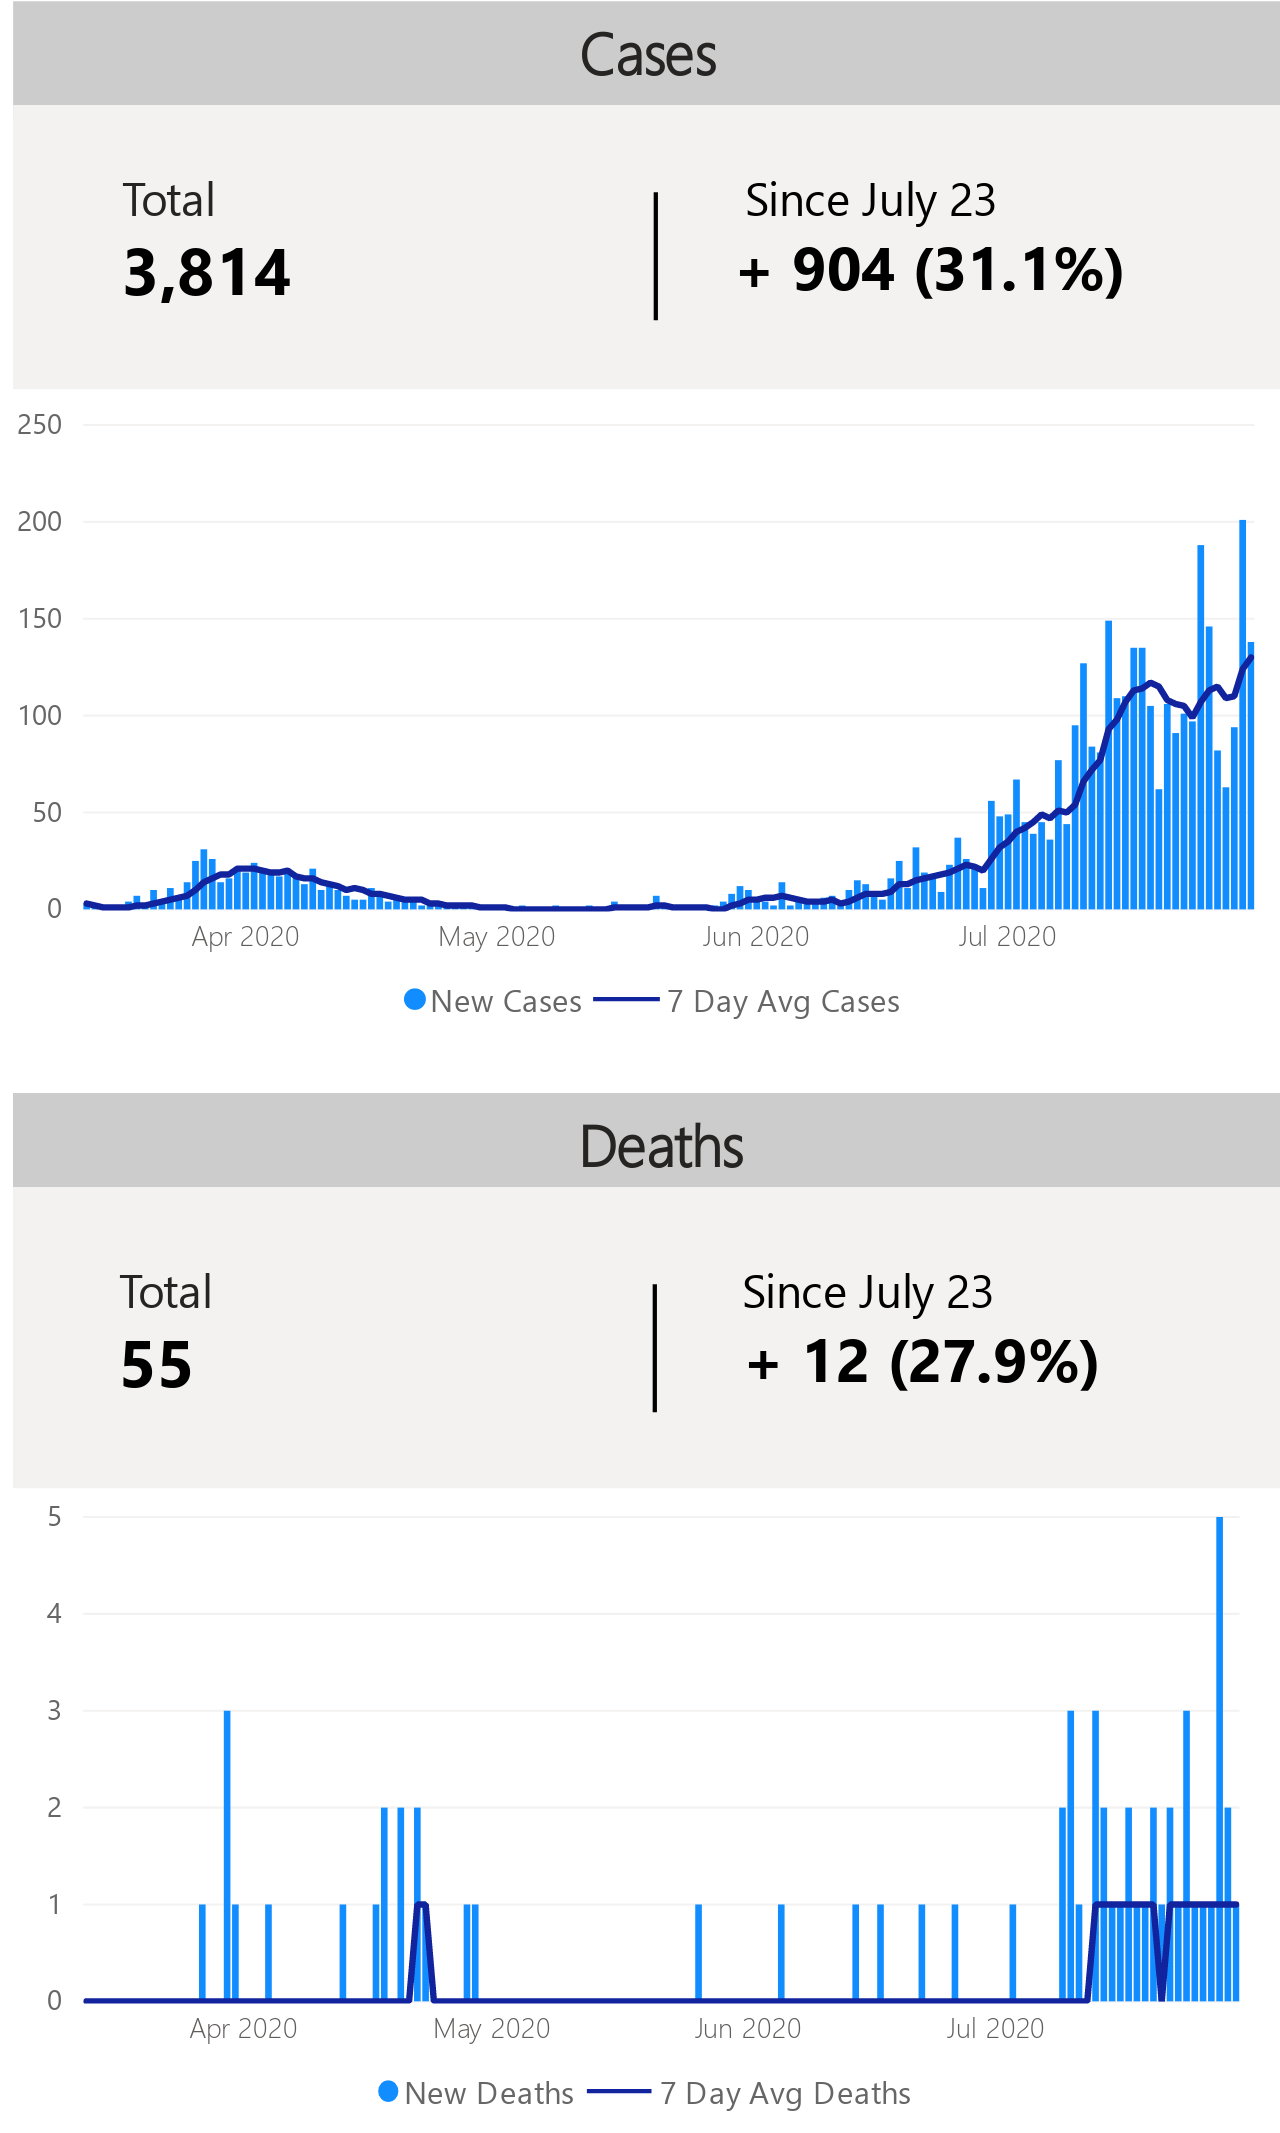 Cases
Total
Since July 23
3,814
+ 904 (31.1%)
250
200
150
100
50
0
Apr 2020
May 2020
Jun 2020
Jul 2020
New Cases
7 Day Avg Cases
Deaths
Total
Since July 23
55
+ 12 (27.9%)
5
4
3
2
1
0
Apr 2020
May 2020
Jun 2020
Jul 2020
New Deaths
7 Day Avg Deaths